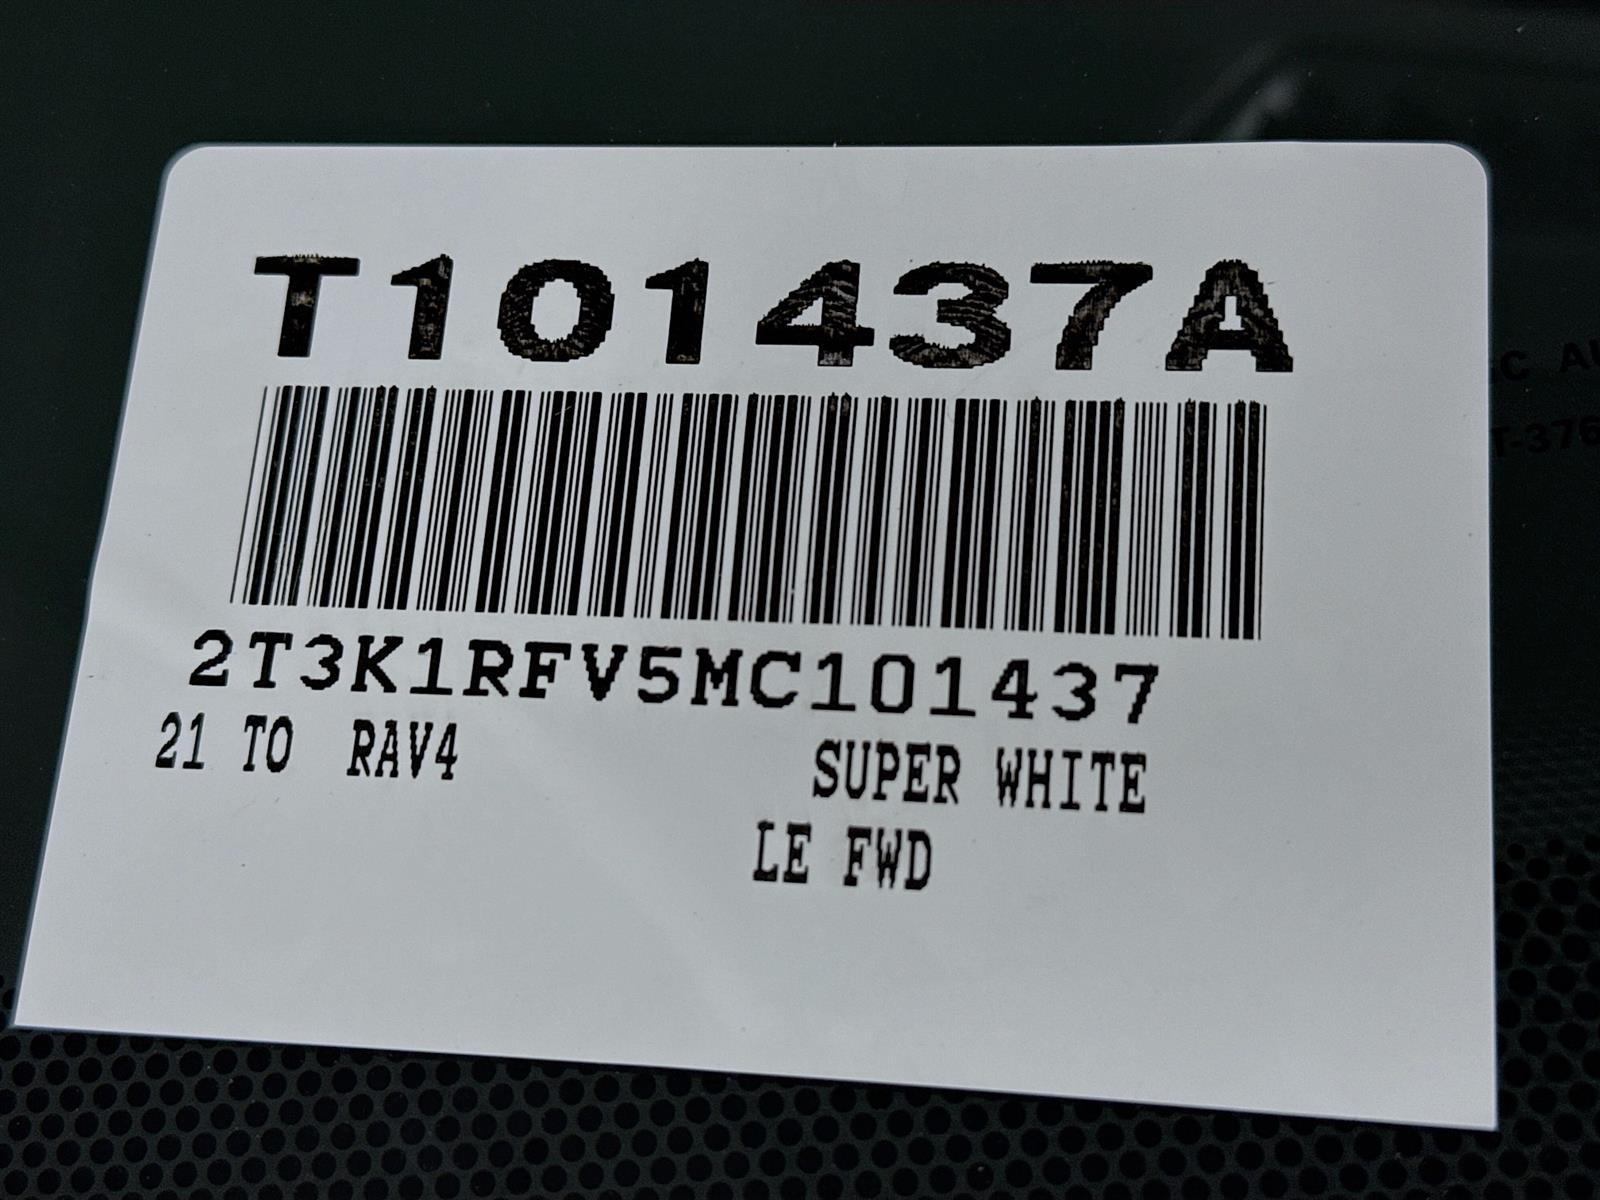 T101437A
2T3K1RFV5MC101437
21 TO RAV4 SUPER WHITE
LE FWD